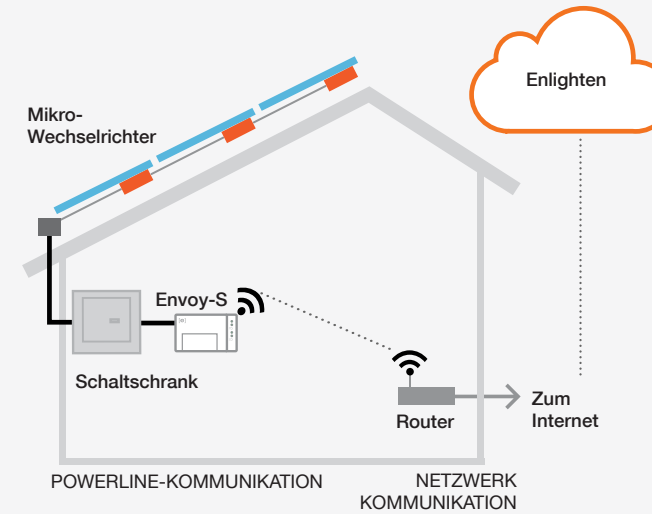 Enlighten
Mikro-
Wechselrichter
Envoy-S
Schaltschrank
Router
Zum
Internet
POWERLINE-KOMMUNIKATION
NETZWERK
KOMMUNIKATION